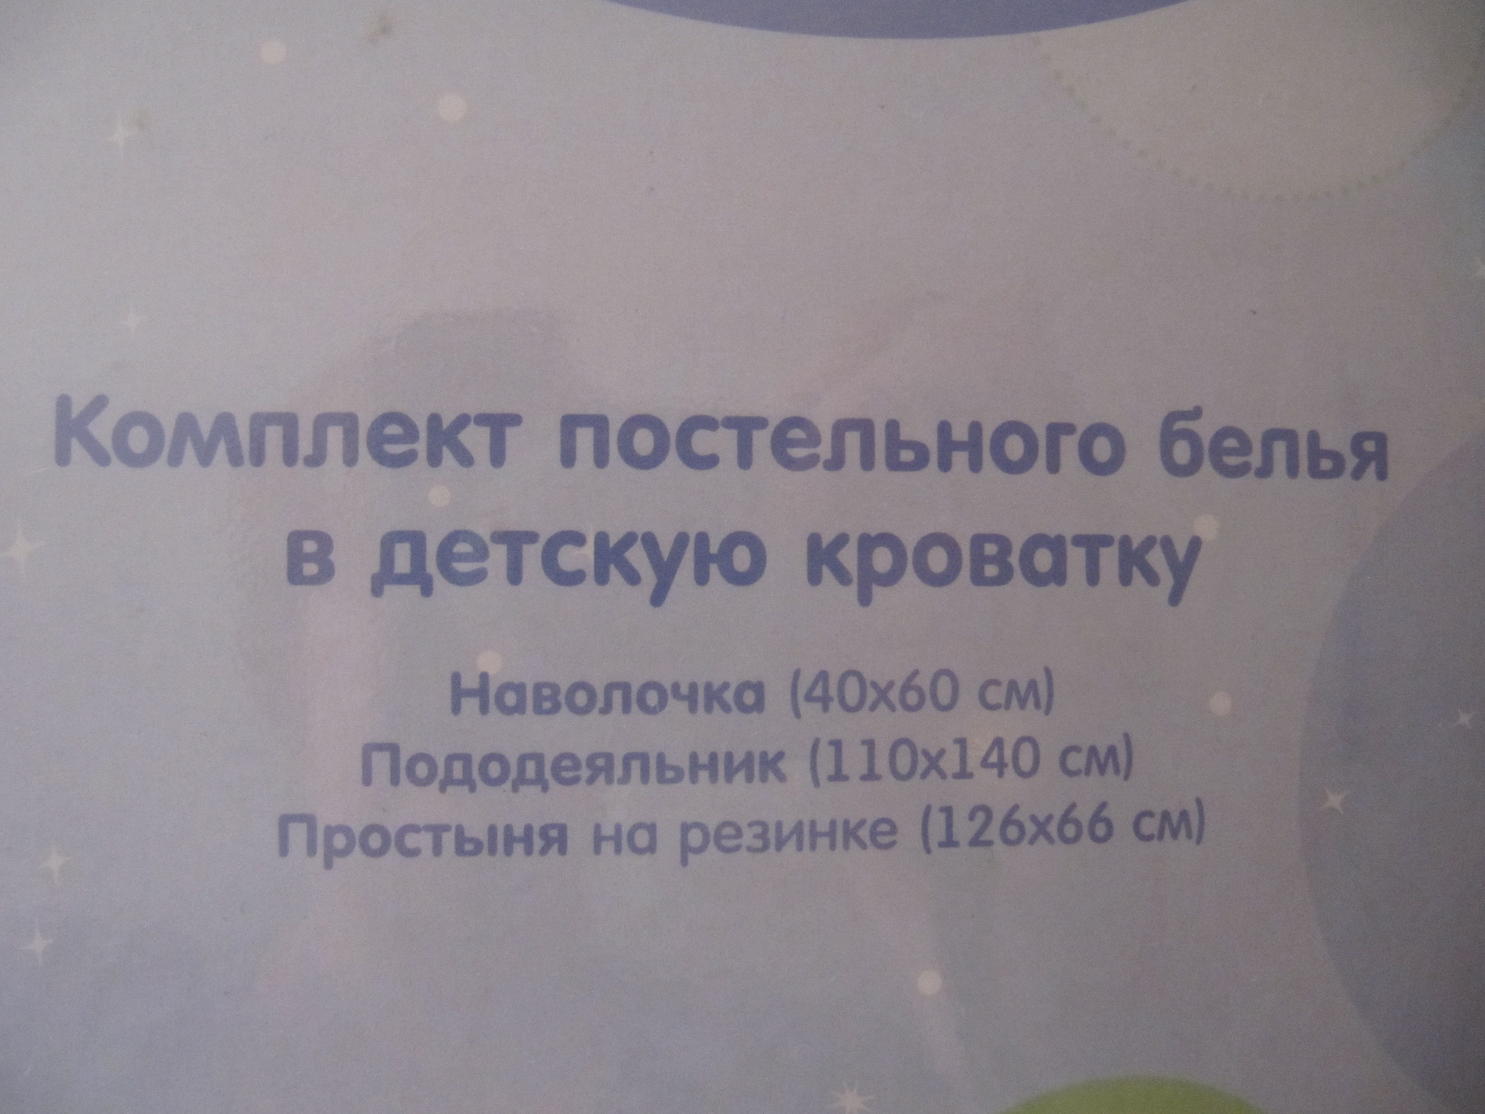 Комплект постельного белья
в детскую кроватку
Наволочка (40х60 см)
Пододеяльник (110х140 см)
Простыня на резинке (126х66 см)